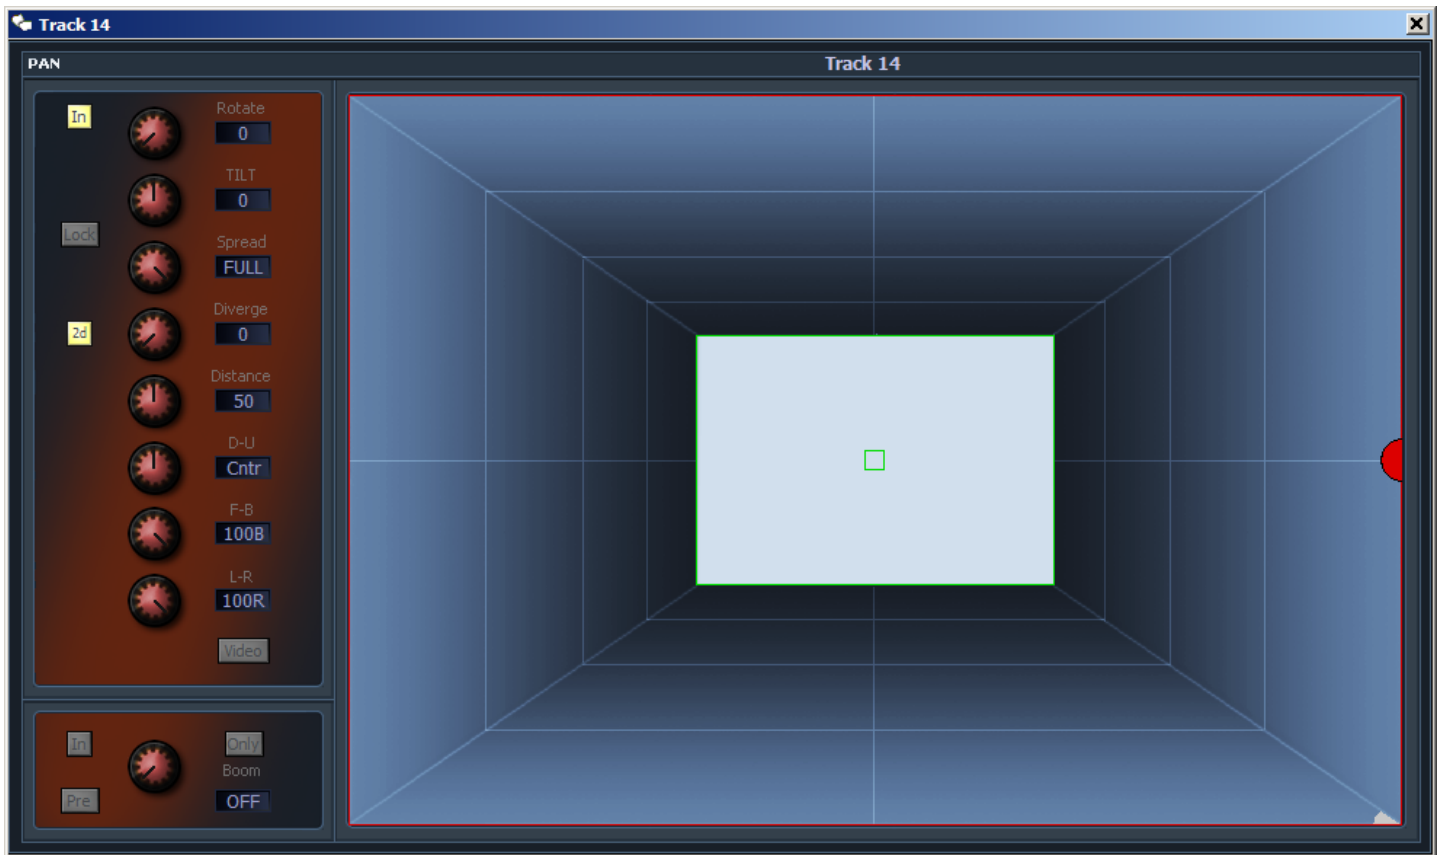 Track 14
PAN
Track 14
In
Rotate
0
TILT
0
Lock
Spread
FULL
Diverge
2d
0
Distance
50
D-U
Cntr
F-B
100B
L-R
100R
Video
In
Only
Boom
Pre
OFF